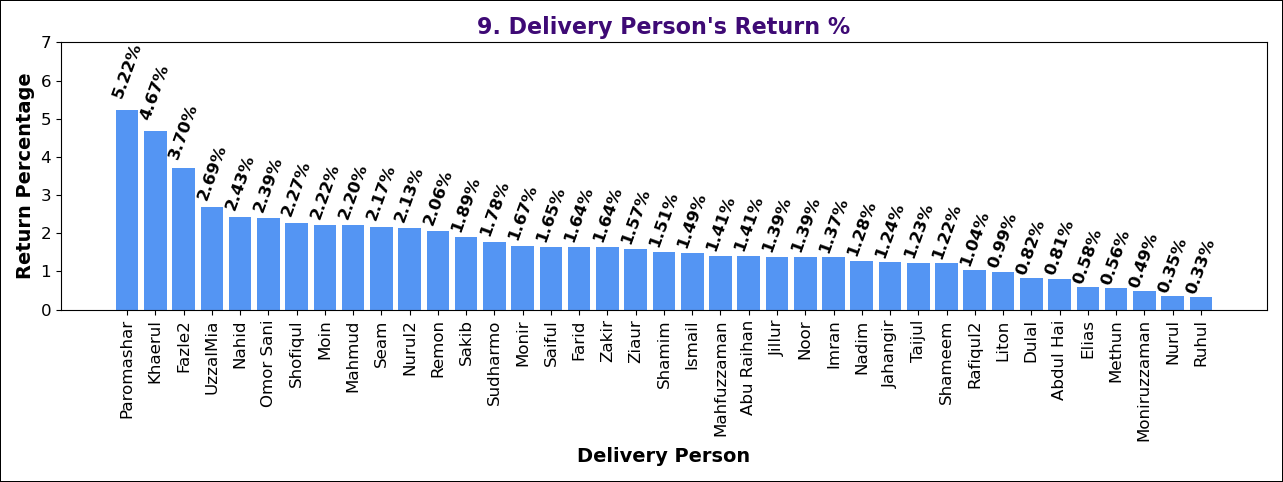 9. Delivery Person's Return %
Return Percentage
7
6
5
4
3
2
1
0
5.22%
4.67%
3.70%
2.69%
2.43%
2.39%
2.27%
2.22%
2.20%
2.17%
2.13%
2.06%
1.89%
1.78%
1.67%
1.65%
1.64%
1.64%
1.57%
1.51%
1.49%
1.41%
1.41%
1.39%
1.39%
1.37%
1.28%
1.24%
1.23%
1.22%
1.04%
0.99%
0.82%
0.81%
0.58%
0.56%
0.49%
0.35%
0.33%
Paromashar
Khaerul
Fazle2
UzzalMia
Nahid
Omor Sani
Shofiqul
Moin
Mahmud
Seam
Nurul2
Remon
Sakib
Sudharmo
Monir
Saiful
Farid
Zakir
Ziaur
Shamim
Ismail
Mahfuzzaman
Abu Raihan
Jillur
Noor
Imran
Nadim
Jahangir
Taijul
Shameem
Rafiqul2
Liton
Dulal
Abdul Hai
Elias
Methun
Moniruzzaman
Nurul
Ruhul
Delivery Person